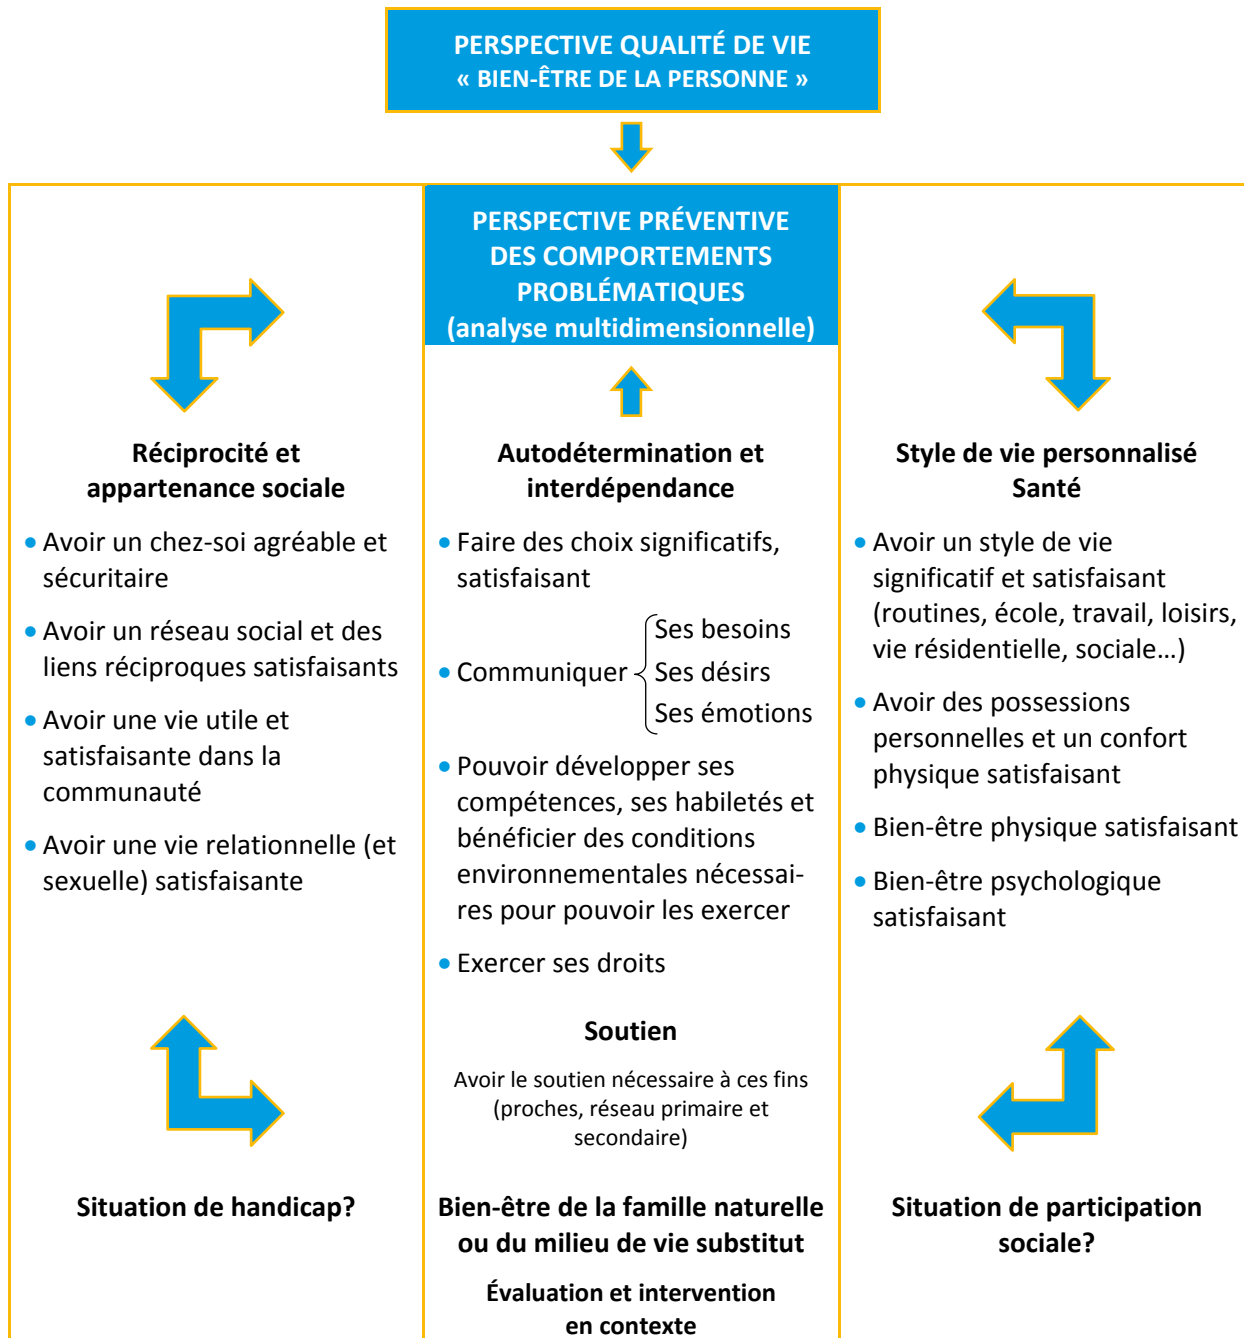 PERSPECTIVE QUALITÉ DE VIE
« BIEN-ÊTRE DE LA PERSONNE »
PERSPECTIVE PRÉVENTIVE
DES COMPORTEMENTS
PROBLÉMATIQUES
(analyse multidimensionnelle)
Réciprocité et
appartenance sociale
• Avoir un chez-soi agréable et
sécuritaire
• Avoir un réseau social et des
liens réciproques satisfaisants
• Avoir une vie utile et
satisfaisante dans la
communauté
• Avoir une vie relationnelle (et
sexuelle) satisfaisante
Situation de handicap?
Autodétermination et
interdépendance
• Faire des choix significatifs,
satisfaisant
• Communiquer
Ses besoins
Ses désirs
Ses émotions
• Pouvoir développer ses
compétences, ses habiletés et
bénéficier des conditions
environnementales nécessai-
res pour pouvoir les exercer
• Exercer ses droits
Soutien
Avoir le soutien nécessaire à ces fins
(proches, réseau primaire et
secondaire)
Bien-être de la famille naturelle
ou du milieu de vie substitut
Évaluation et intervention
en contexte
Style de vie personnalisé
Santé
• Avoir un style de vie
significatif et satisfaisant
(routines, école, travail, loisirs,
vie résidentielle, sociale…)
• Avoir des possessions
personnelles et un confort
physique satisfaisant
• Bien-être physique satisfaisant
• Bien-être psychologique
satisfaisant
Situation de participation
sociale?